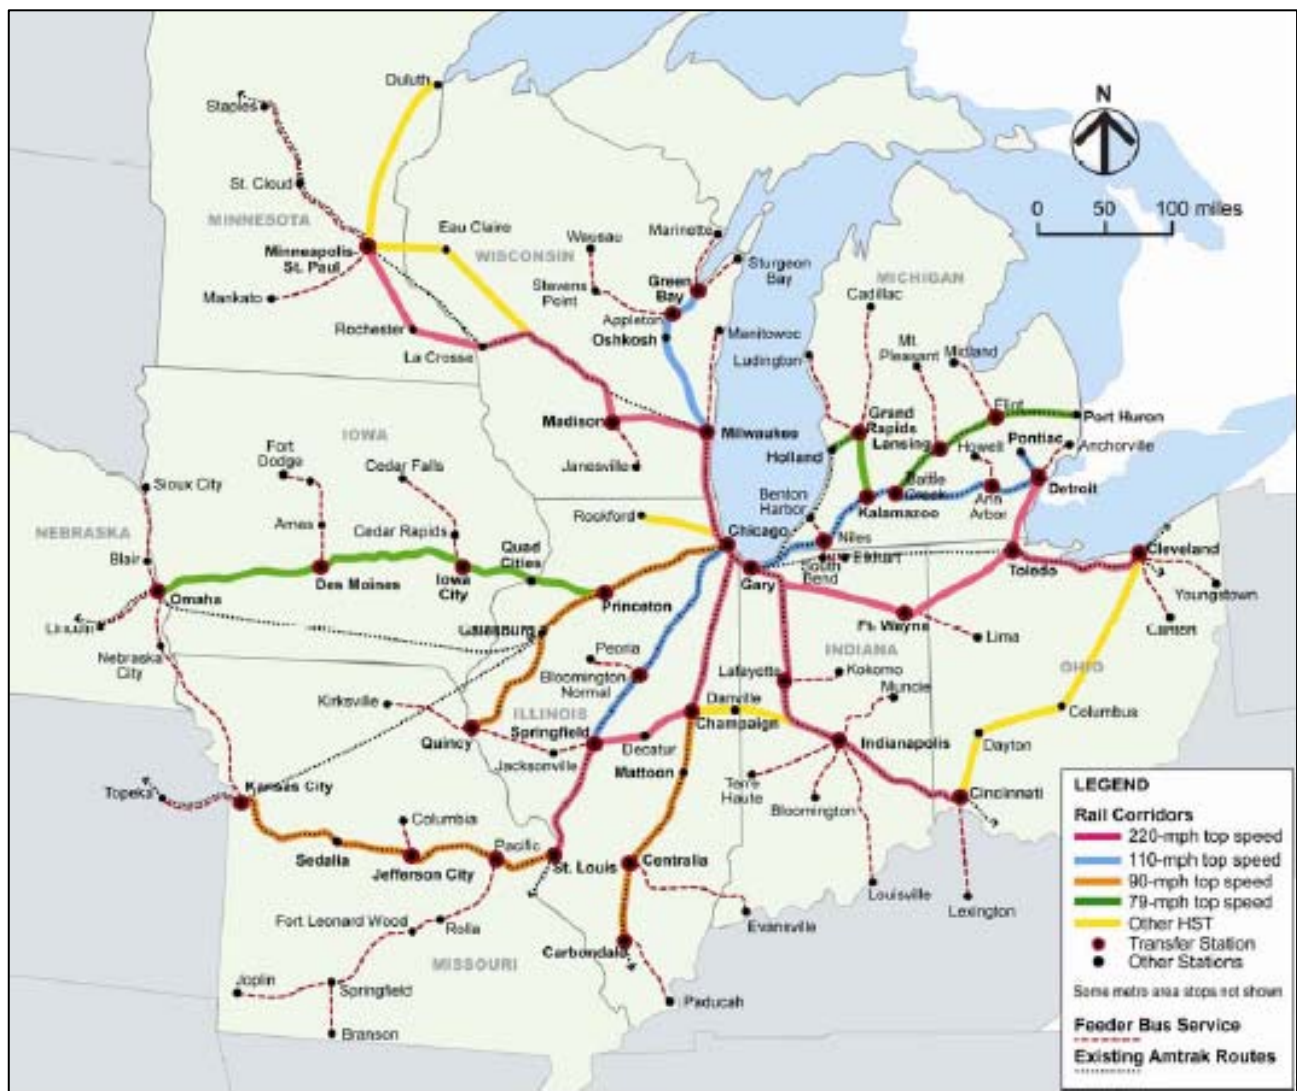 Duluth
Staples
N
St. Cloud
0 50 100 miles
MINNESOTA
Eau Claire
Wausau
Marinette
Minneapolis-
St. Paul
WISCONSIN
Sturgeon
Bay
MICHIGAN
Green
Bay
Stevens
Point
Cadillac
Mankato
Appleton
Rochester
Oshkosh
Manitowoc
Mt.
Pleasant
Midland
La Crosse
Ludington
Flint
Port Huron
Madison
Milwaukee
Grand
Rapids
Lansing
Pontiac
IOWA
Howell
Anchorville
Fort
Dodge
Cedar Falls
Janesville
Holland
Battle
Creek
Detroit
Sioux City
Benton
Harbor
Kalamazoo
Ann
Arbor
NEBRASKA
Ames
Cedar Rapids
Rockford
Chicago
Niles
Quad
Cities
Cleveland
Blair
Elkhart
South
Bend
Toledo
Des Moines
Iowa
City
Gary
Youngstown
Omaha
Princeton
Lincoln
Galesburg
Ft. Wayne
Canton
Lima
Nebraska
City
Peoria
INDIANA
OHIO
Bloomington
Normal
Lafayette
Kokomo
Kirksville
Danville
Muncie
ILLINOIS
Columbus
Champaign
Springfield
Quincy
Decatur
Indianapolis
Dayton
Jacksonville
Mattoon
Kansas City
Terre
Haute
Topeka
Bloomington
Cincinnati
Columbia
Pacific
Sedalia
Jefferson City
St. Louis
Centralia
Louisville
Lexington
Fort Leonard Wood
Rolla
Evansville
Carbondale
MISSOURI
Joplin
Springfield
Paducah
Branson
LEGEND
Rail Corridors
220-mph top speed
110-mph top speed
90-mph top speed
79-mph top speed
Other HST
Transfer Station
Other Stations
Some metro area stops not shown
Feeder Bus Service
Existing Amtrak Routes